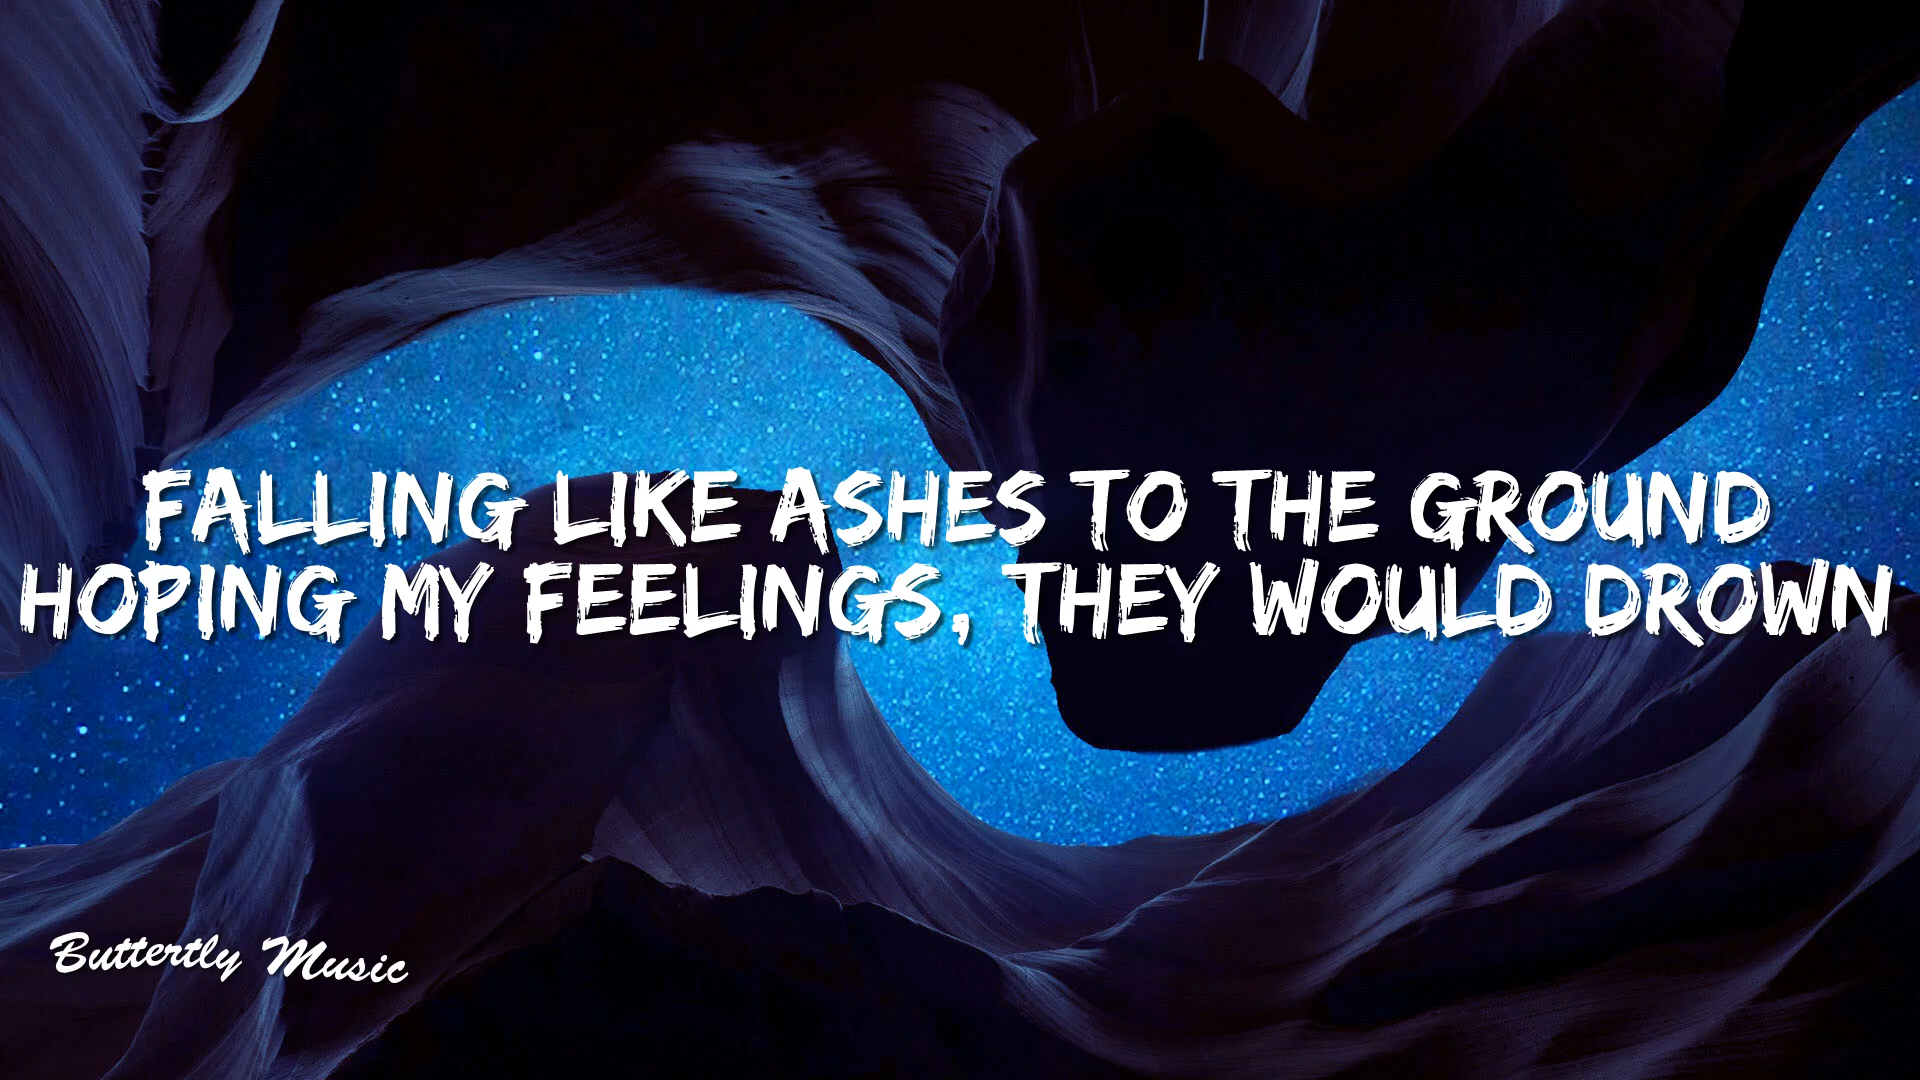 FALLING LIKE ASHES TO THE GROUND
HOPING MY FEELINGS, THEY WOULD DROWN
Buttertly Music